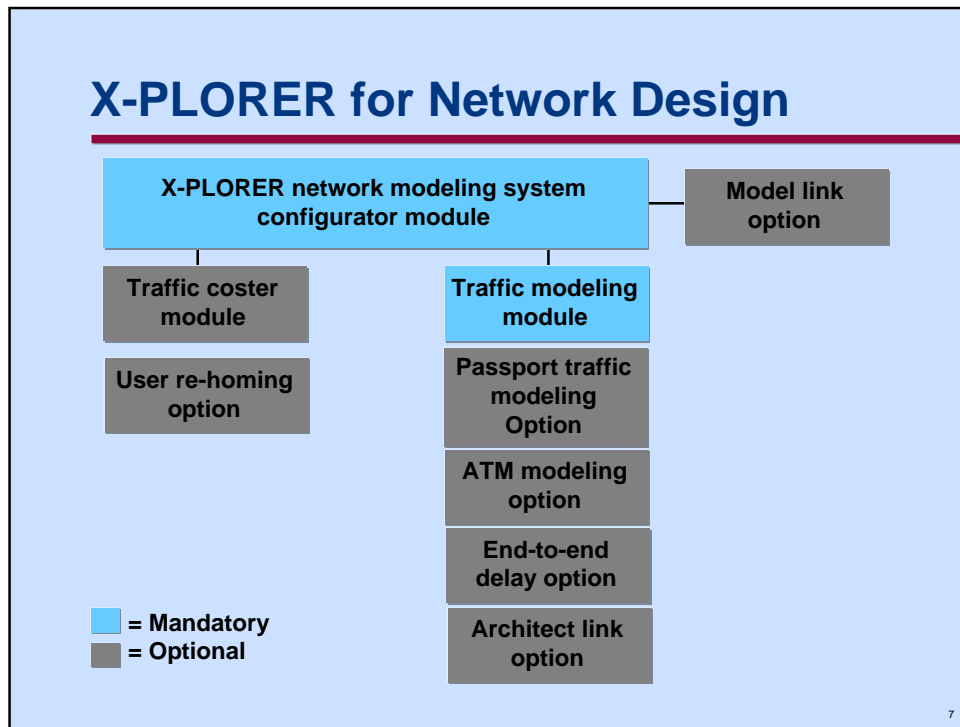 X-PLORER for Network Design
X-PLORER network modeling system
configurator module
Model link
option
Traffic coster
module
Traffic modeling
module
User re-homing
option
Passport traffic
modeling
Option
ATM modeling
option
End-to-end
delay option
Architect link
option
= Mandatory
= Optional
7